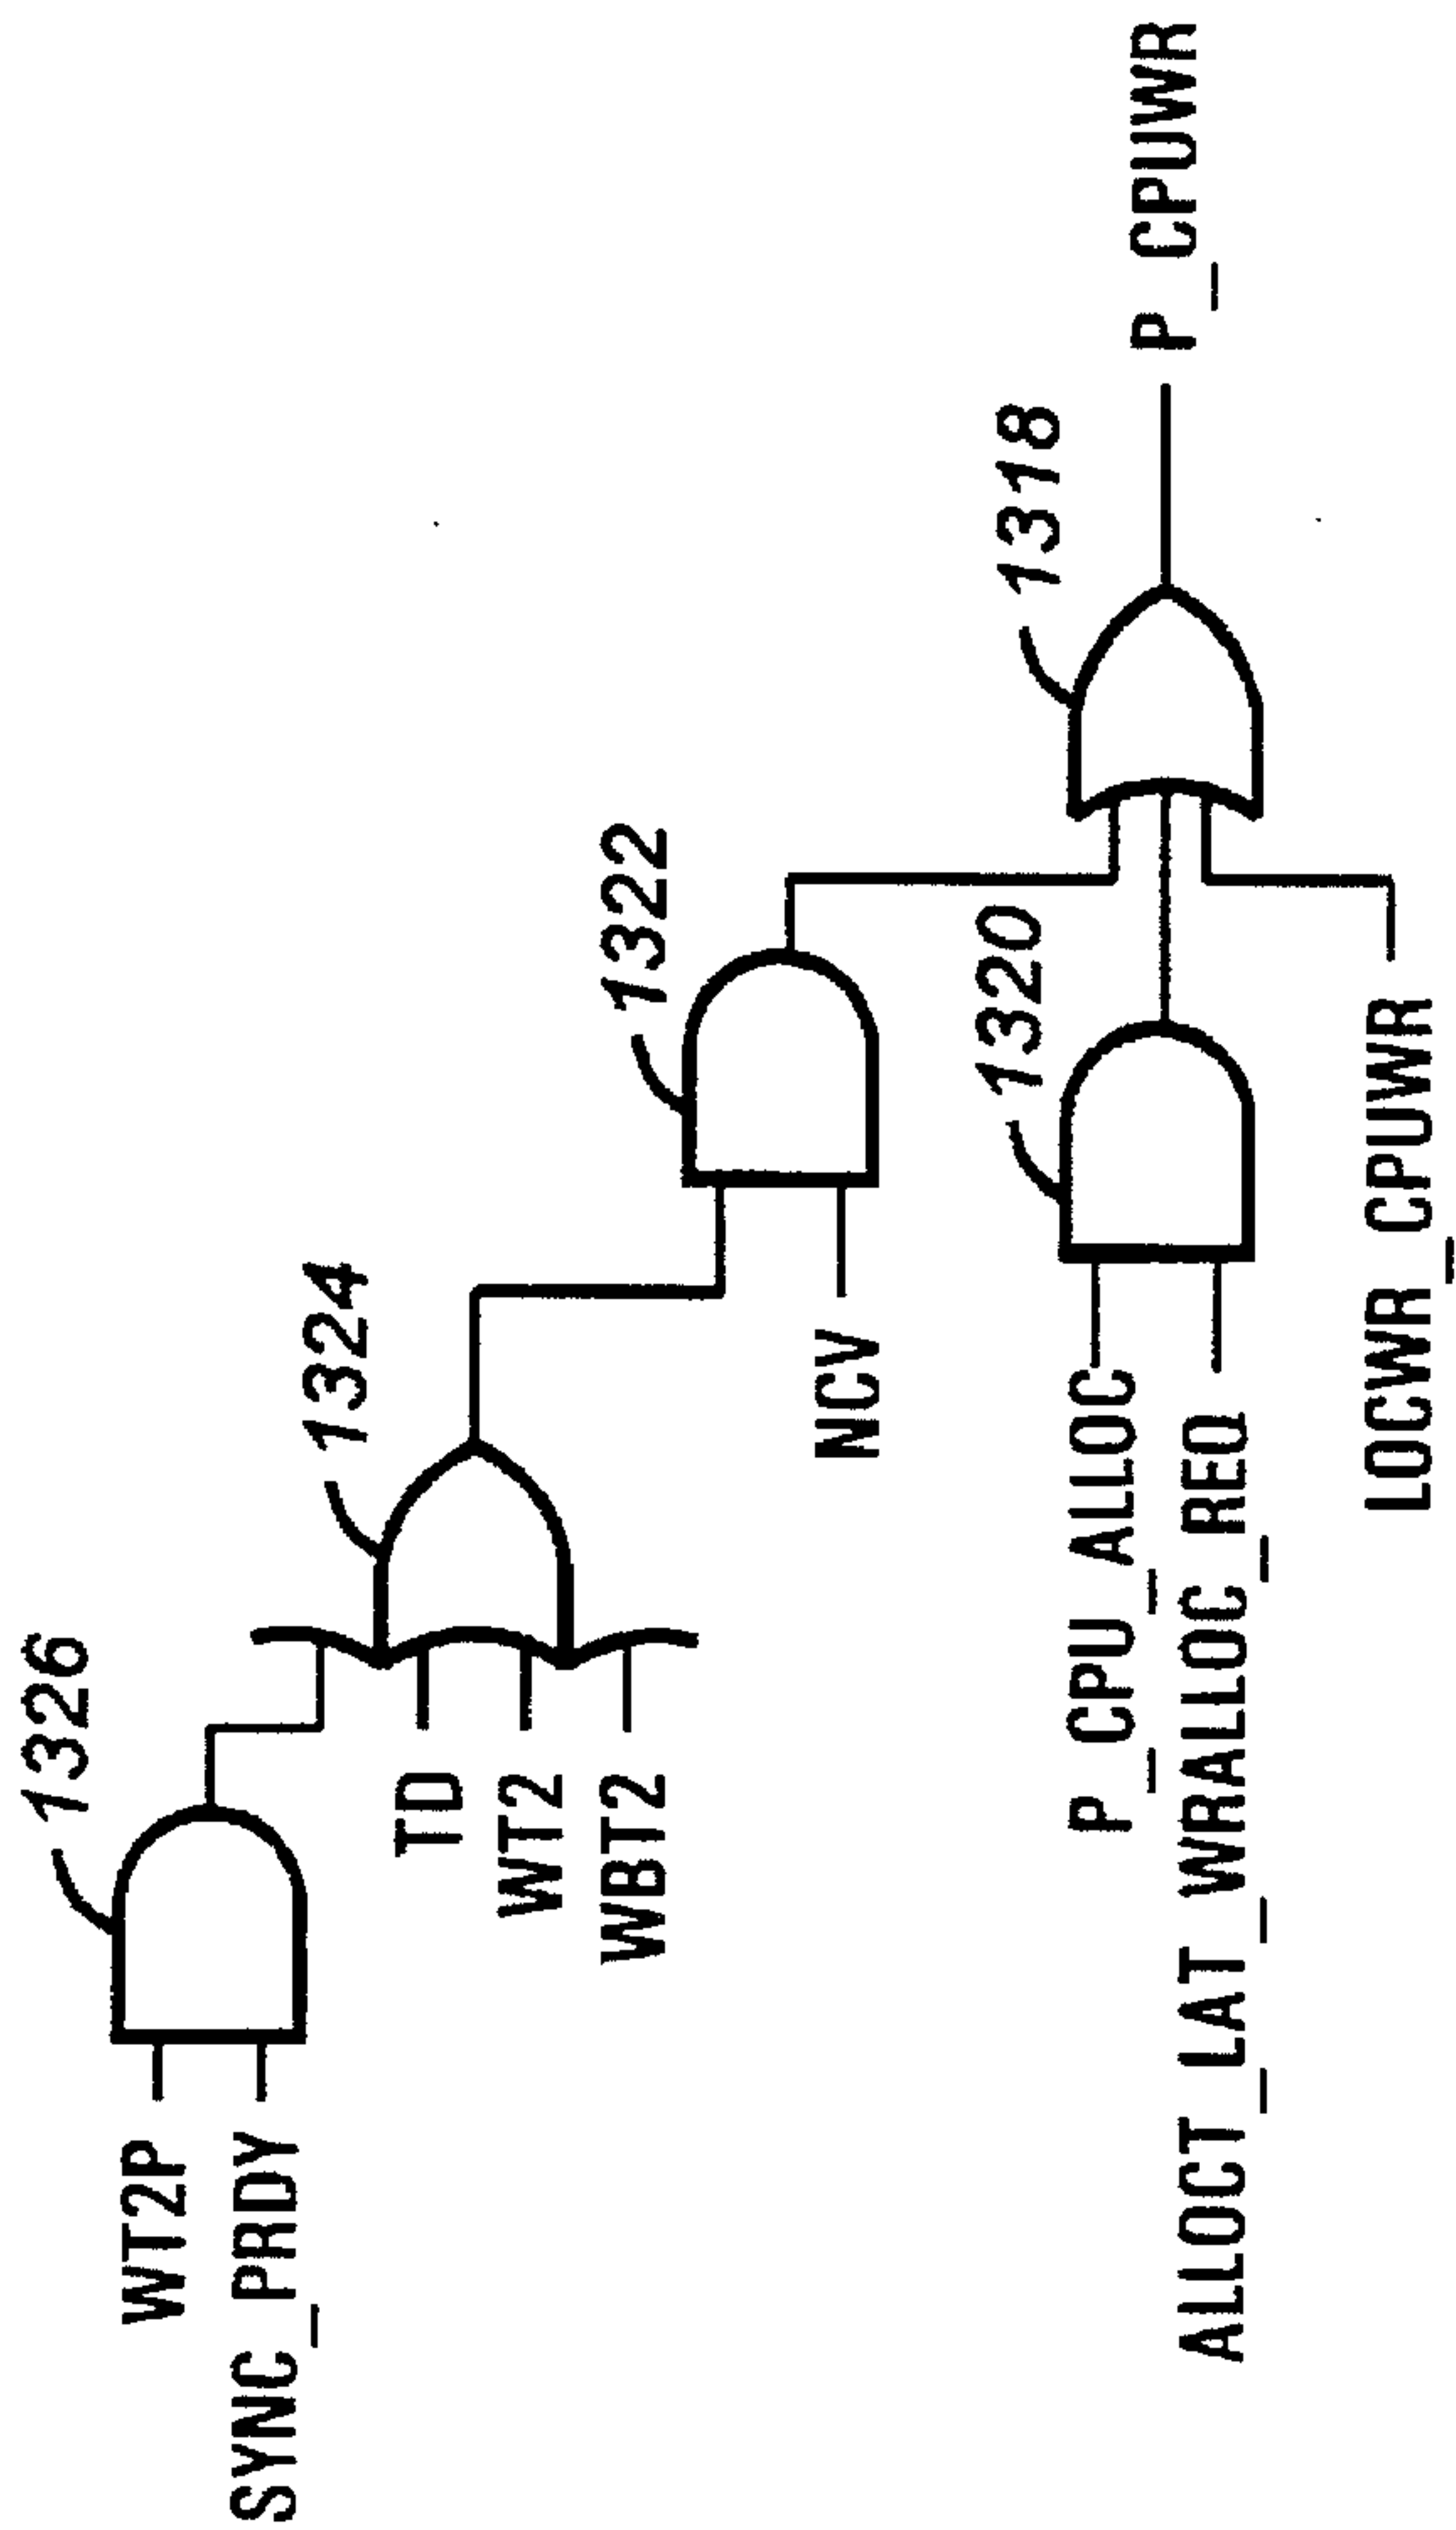 1326
WT2P
SYNC_PRDY
1324
TD
WT2
WBT2
1322
NCV
1320
P_CPU_ALLOC
ALLOCT_LAT_WRALLOC_REQ
1318
P_CPUWR
LOCWR_CPUWR